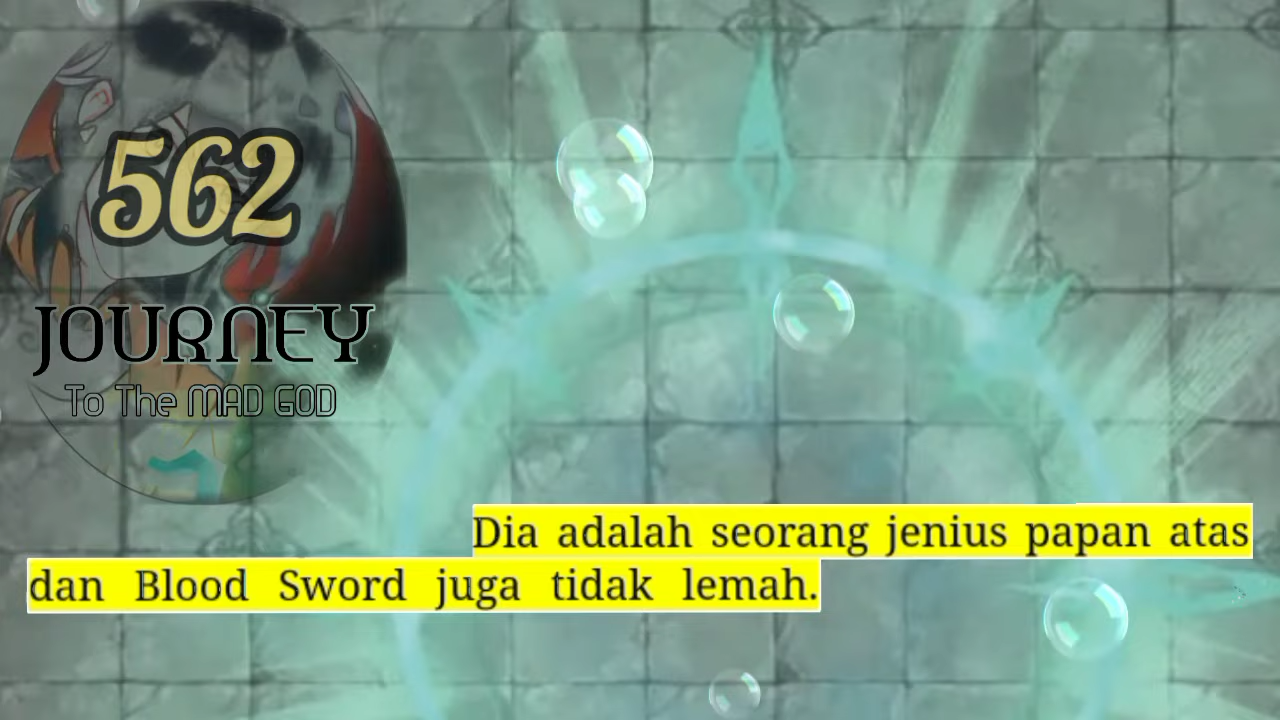 562
JOURNEY
To The MAD GOD
Dia adalah seorang jenius papan atas
dan Blood Sword juga tidak lemah.